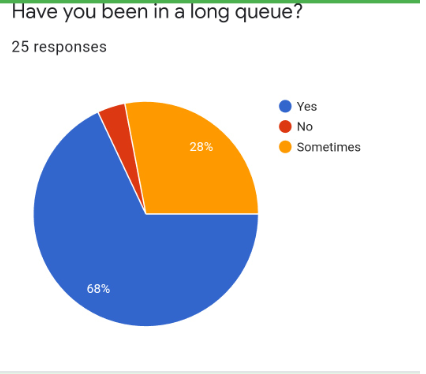 Have you been in a long queue?
25 responses
Yes
No
Sometimes
28%
68%